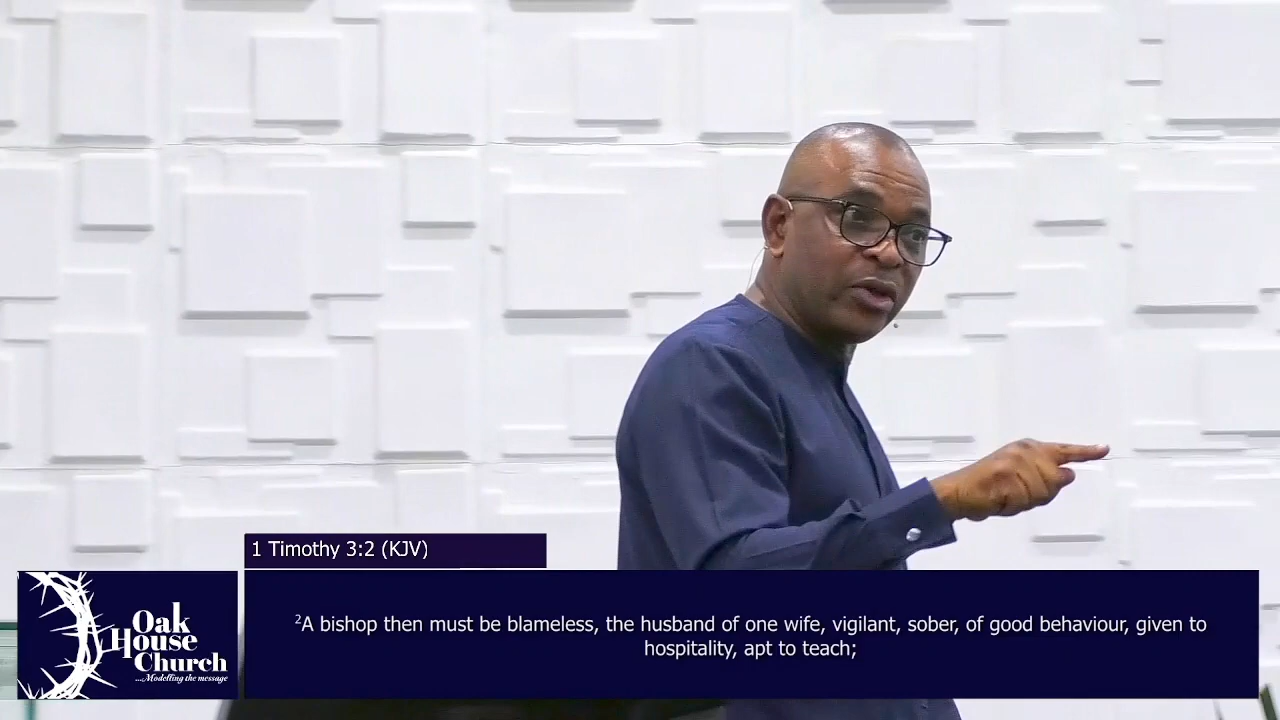 1 Timothy 3:2 (KJV)
²A bishop then must be blameless, the husband of one wife, vigilant, sober, of good behaviour, given to
hospitality, apt to teach;
Oak
House
Church
...Modelling the message